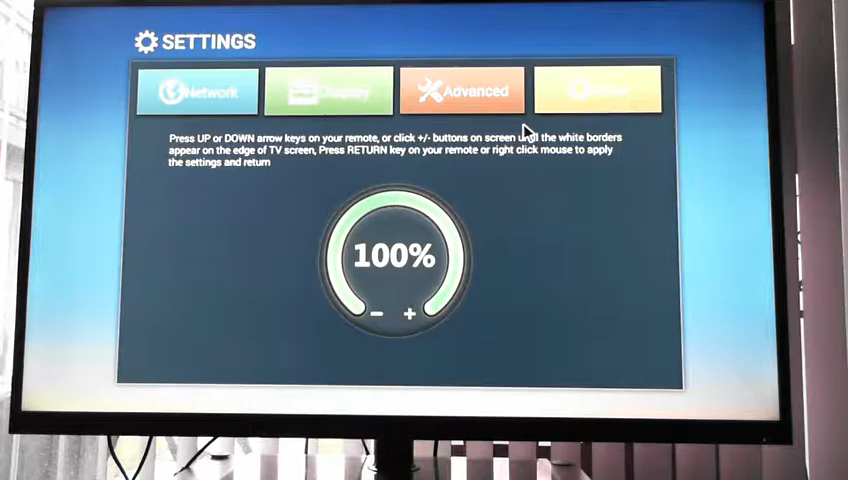 SETTINGS
Network
Display
Advanced
Press UP or DOWN arrow keys on your remote, or click +/- buttons on screen until the white borders
appear on the edge of TV screen, Press RETURN key on your remote or right click mouse to apply
the settings and return
100%
- +